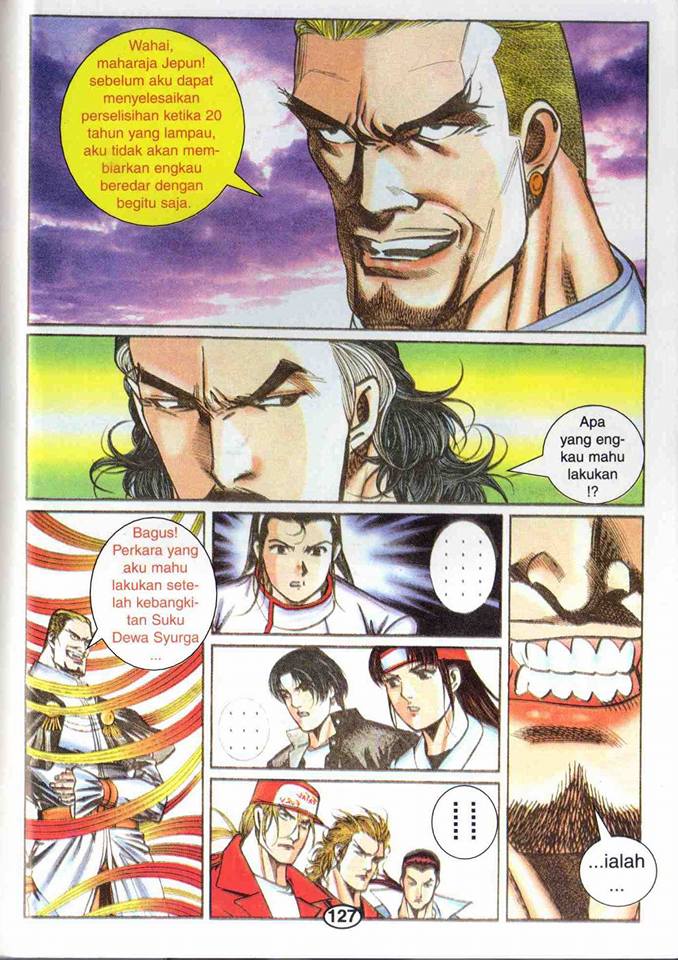 Wahai,
maharaja Jepun!
sebelum aku dapat
menyelesaikan
perselisihan ketika 20
tahun yang lampau,
aku tidak akan mem-
biarkan engkau
beredar dengan
begitu saja.
Apa
yang eng-
kau mahu
lakukan
!?
Bagus!
Perkara yang
aku mahu
lakukan sete-
lah kebangki-
tan Suku
Dewa Syurga
...
!!!!
...ialah
...
127